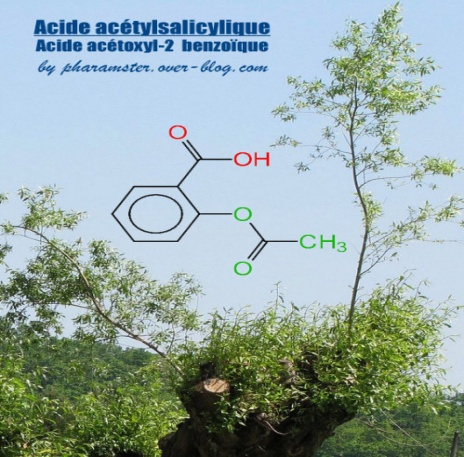 Acide acétylsalicylique
Acide acétoxyl-2 benzoïque
by pharamster.over-blog.com
O
OH
O
CH3
O